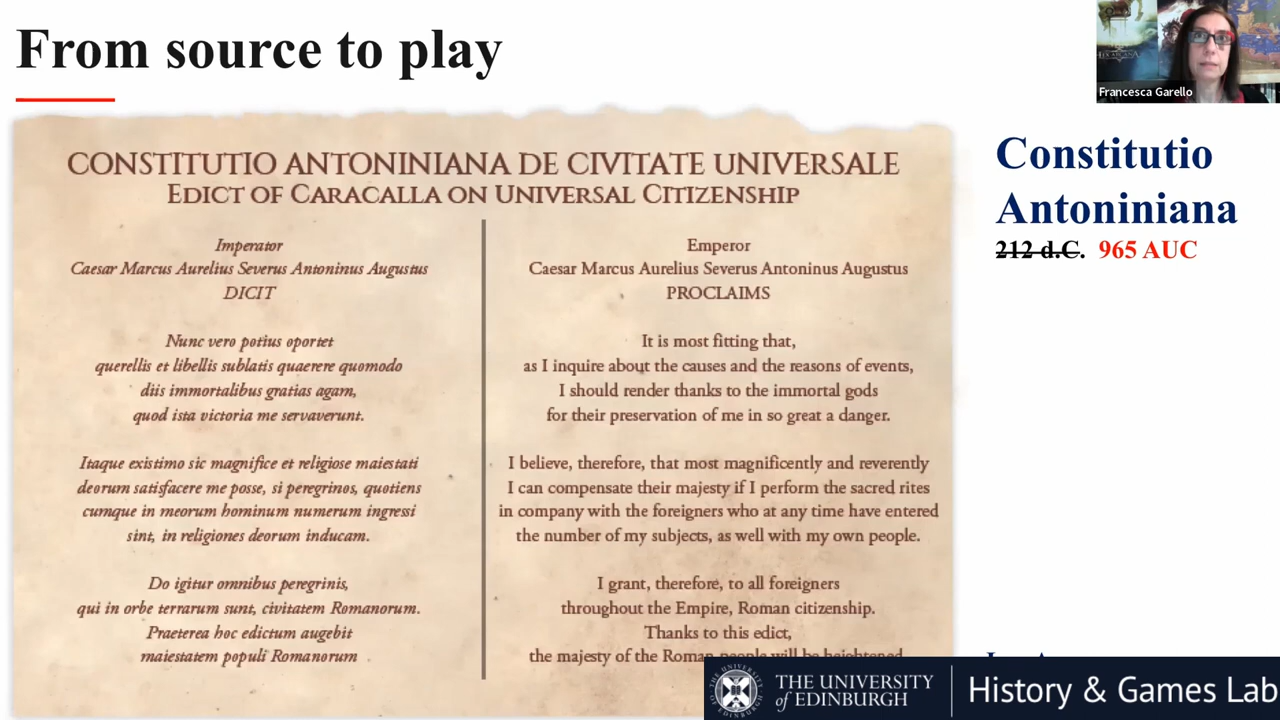 From source to play
Francesca Garello
CONSTITUTIO ANTONINIANA DE CIVITATE UNIVERSALE
EDICT OF CARACALLA ON UNIVERSAL CITIZENSHIP
Imperator
Caesar Marcus Aurelius Severus Antoninus Augustus
DICIT
Nunc vero potius oportet
querellis et libellis sublatis quaerere quomodo
diis immortalibus gratias agam,
quod ista victoria me servaverunt.
Itaque existimo sic magnifice et religiose maiestati
deorum satisfacere me posse, si peregrinos, quotiens
cumque in meorum hominum numerum ingressi
sint, in religiones deorum inducam.
Do igitur omnibus peregrinis,
qui in orbe terrarum sunt, civitatem Romanorum.
Praeterea hoc edictum augebit
maiestatem populi Romanorum
Emperor
Caesar Marcus Aurelius Severus Antoninus Augustus
PROCLAIMS
It is most fitting that,
as I inquire about the causes and the reasons of events,
I should render thanks to the immortal gods
for their preservation of me in so great a danger.
I believe, therefore, that most magnificently and reverently
I can compensate their majesty if I perform the sacred rites
in company with the foreigners who at any time have entered
the number of my subjects, as well with my own people.
I grant, therefore, to all foreigners
throughout the Empire, Roman citizenship.
Thanks to this edict,
the majesty of the Roman people will be heightened
Constitutio
Antoniniana
212 d.C. 965 AUC
THE UNIVERSITY
of EDINBURGH
History & Games Lab